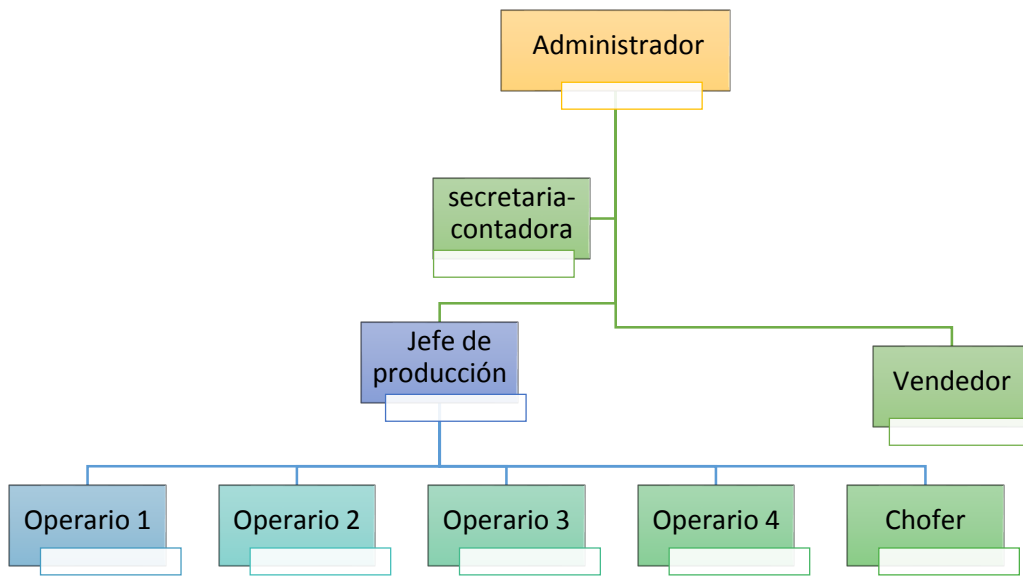 Administrador
secretaria-
contadora
Jefe de
producción
Vendedor
Operario 1
Operario 2
Operario 3
Operario 4
Chofer